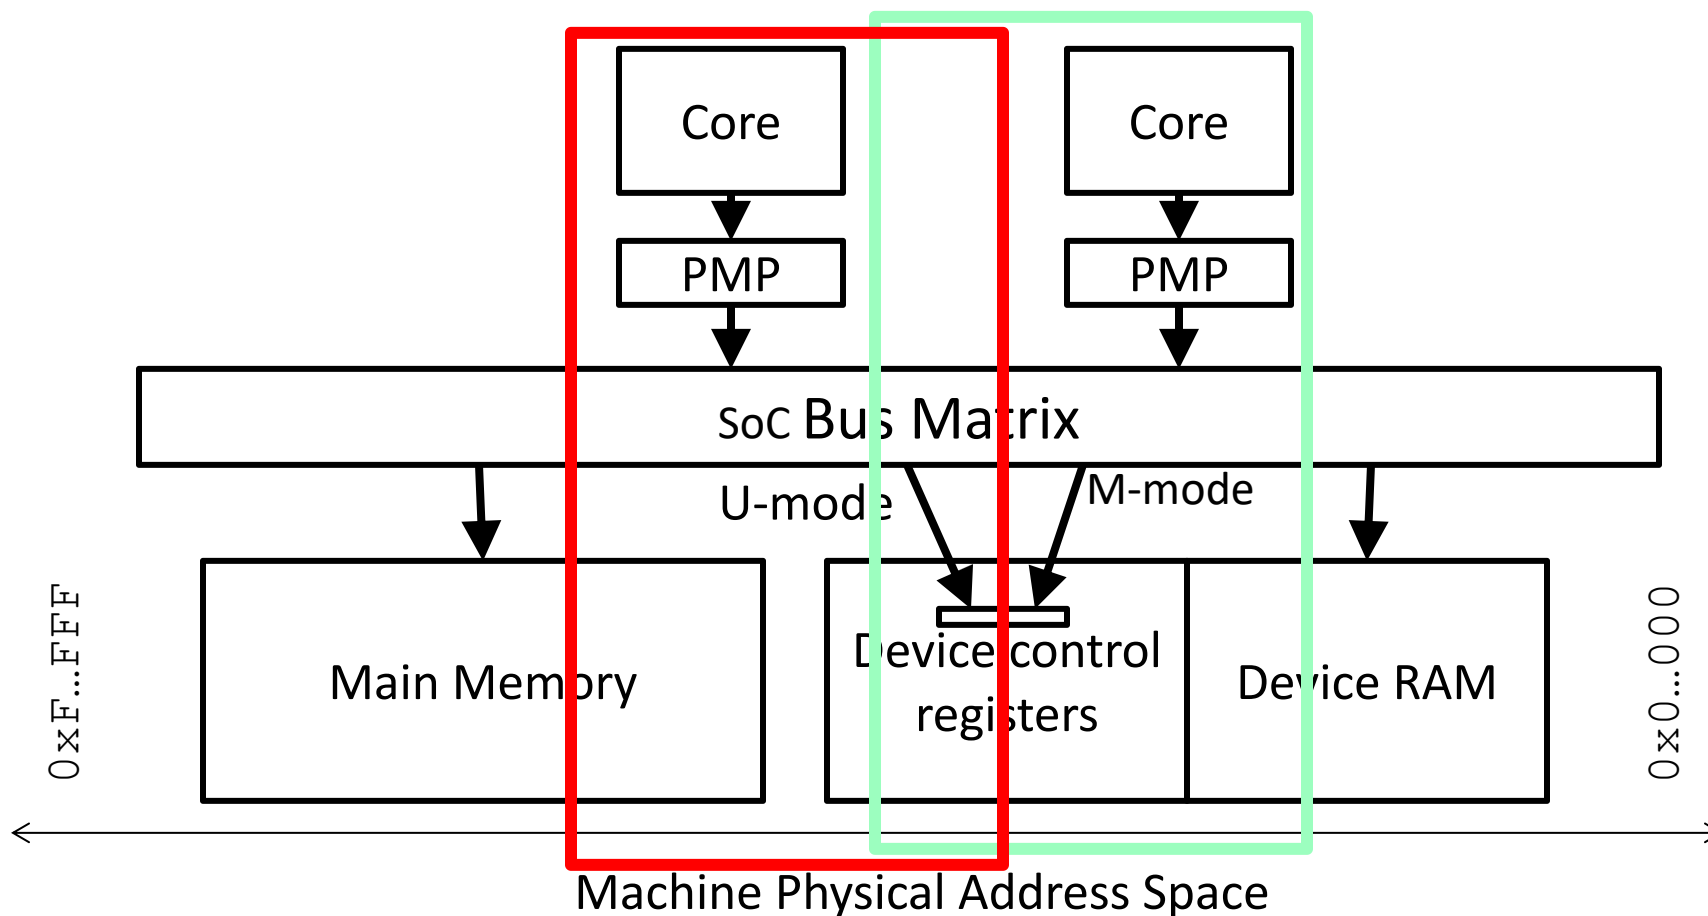 Core
Core
PMP
PMP
SoC Bus Matrix
U-mode
M-mode
0xF…FFF
Main Memory
Device control
registers
Device RAM
0x0…000
Machine Physical Address Space